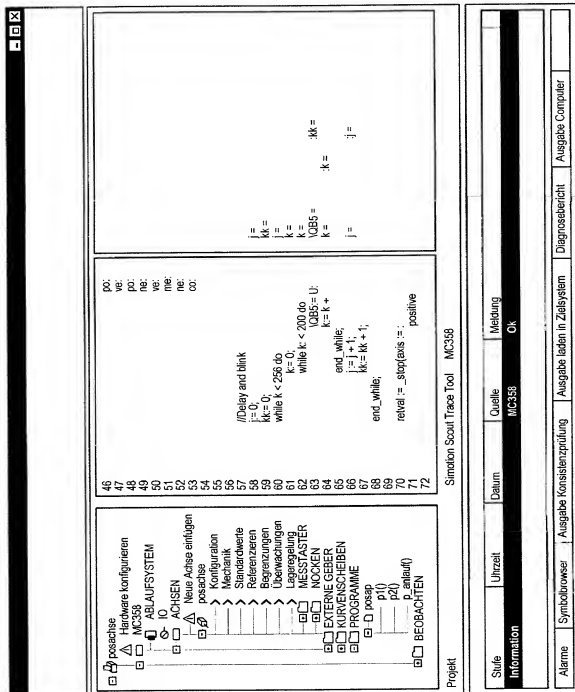 posachse
Hardware konfigurieren
MC358
ABLAUFSYSTEM
IO
ACHSEN
Neue Achse einfügen
posachse
Konfiguration
Mechanik
Standardwerte
Referenzieren
Begrenzungen
Überwachungen
Lageregelung
MESSTASTER
NOCKEN
EXTERNE GEBER
KURVENSCHEIBEN
PROGRAMME
posap
p1()
p2()
p_anlauf()
BEOBACHTEN
Projekt
46 po:
47 ve:
48 po:
49 ne:
50 ve:
51 me:
52 ne:
53 co:
54
55
56
57 //Delay and blink
58 j:= 0;
59 kk:= 0;
60 while k < 256 do
61 k:= 0;
62 while k: < 200 do
63 \QB5:= U:
64 k:= k +
65 end_while;
66 j:= j + 1;
67 kk:= kk + 1;
68 end_while;
69
70 retval := _stop(axis := :
71 positive
72
j =
kk =
j =
k =
k =
\QB5 = :kk =
k = :k =
j = :j =
Simotion Scout Trace Tool MC358
Stufe Uhrzeit Datum Quelle Meldung
Information MC358 Ok
Alarme Symbolbrowser Ausgabe Konsistenzprüfung Ausgabe laden in Zielsystem Diagnosebericht Ausgabe Computer